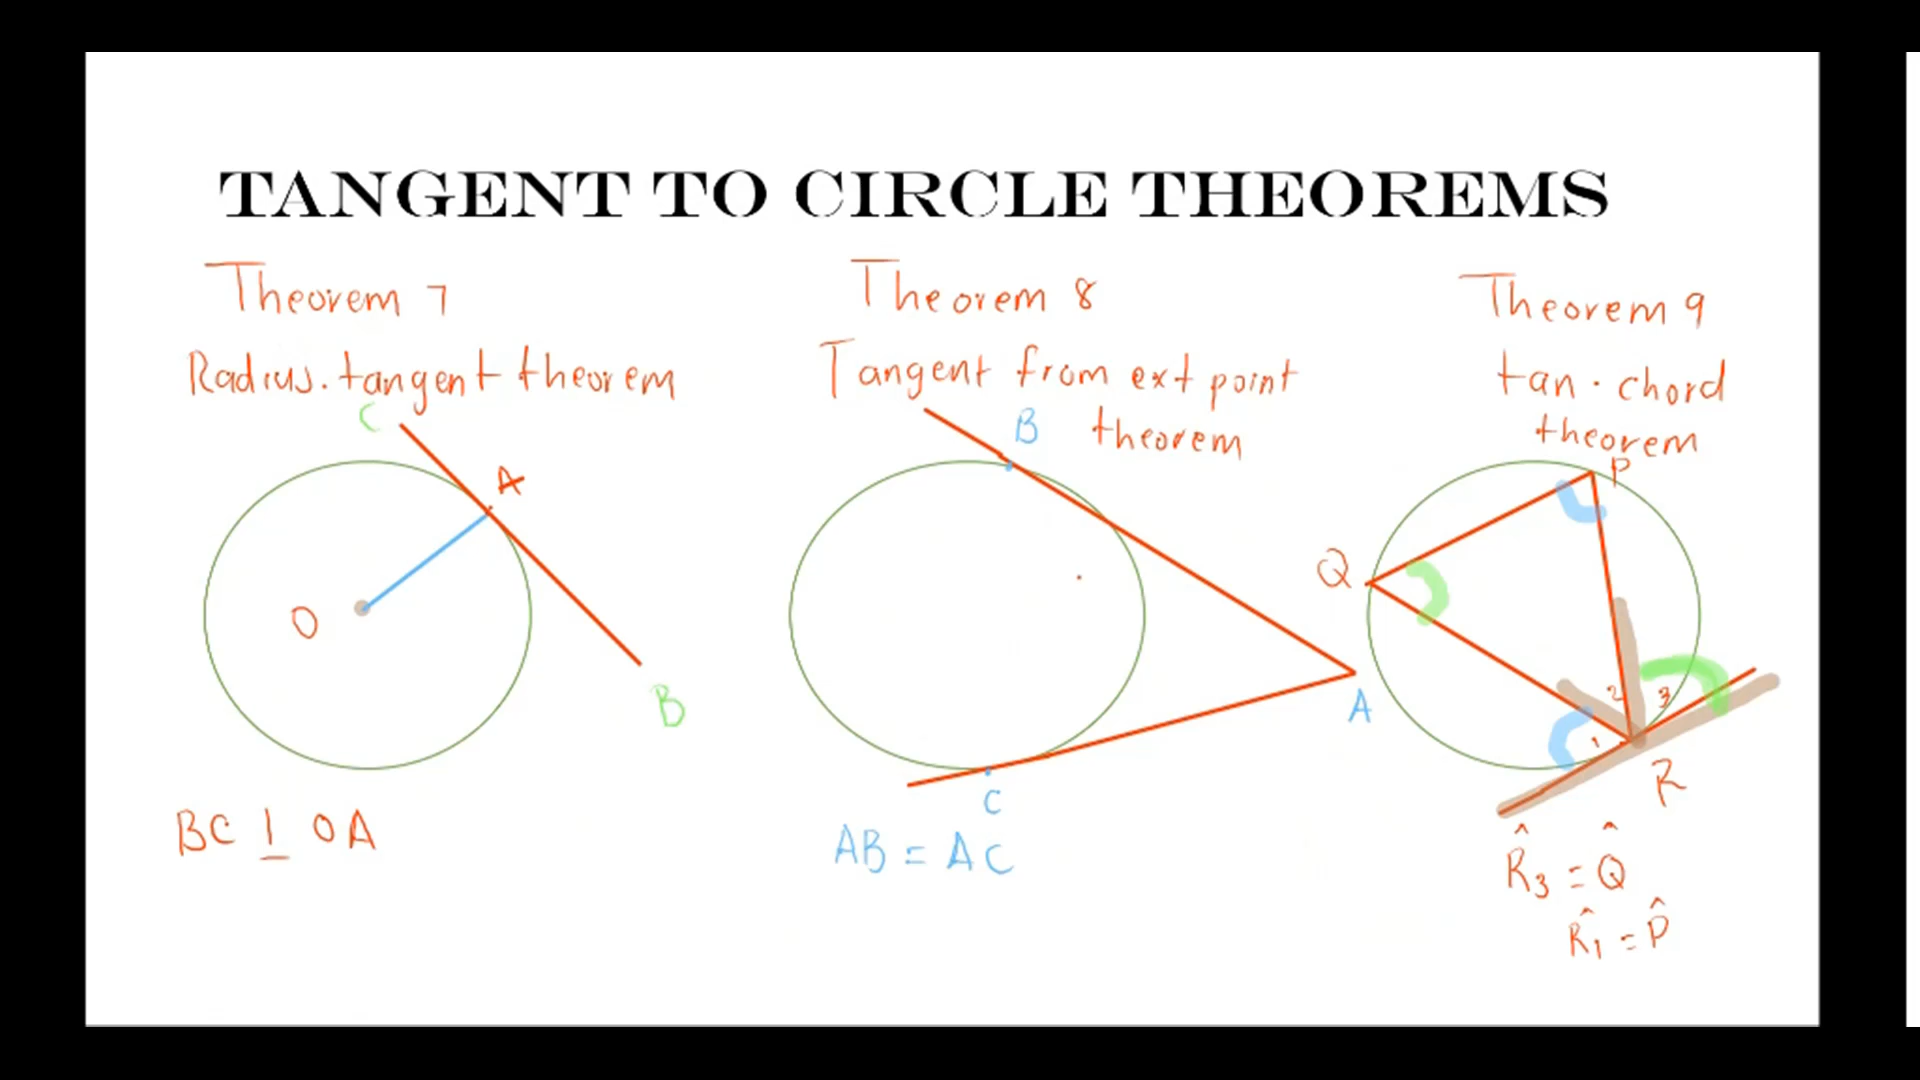 TANGENT TO CIRCLE THEOREMS
Theorem 7
Radius. tangent theorem
C
A
O
B
BC ⊥ OA
Theorem 8
Tangent from ext point
theorem
B
A
C
AB = AC
Theorem 9
tan. chord
theorem
P
Q
2
3
1
R
R̂3 = Q̂
R̂1 = P̂